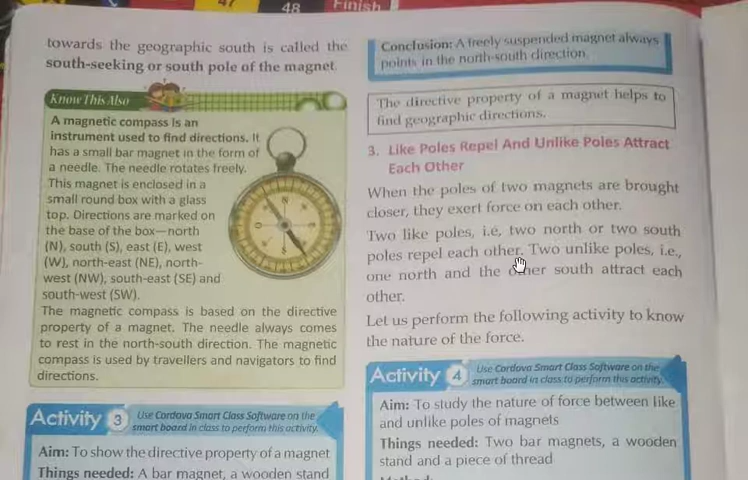 47
48
Finish
towards the geographic south is called the
south-seeking or south pole of the magnet.
Know This Also
A magnetic compass is an
instrument used to find directions. It
has a small bar magnet in the form of
a needle. The needle rotates freely.
This magnet is enclosed in a
small round box with a glass
top. Directions are marked on
the base of the box—north
(N), south (S), east (E), west
(W), north-east (NE), north-
west (NW), south-east (SE) and
south-west (SW).
The magnetic compass is based on the directive
property of a magnet. The needle always comes
to rest in the north-south direction. The magnetic
compass is used by travellers and navigators to find
directions.
Activity 3
Use Cordova Smart Class Software on the
smart board in class to perform this activity.
Aim: To show the directive property of a magnet
Things needed: A bar magnet, a wooden stand
Conclusion: A freely suspended magnet always
points in the north-south direction.
The directive property of a magnet helps to
find geographic directions.
3. Like Poles Repel And Unlike Poles Attract
Each Other
When the poles of two magnets are brought
closer, they exert force on each other.
Two like poles, i.e, two north or two south
poles repel each other. Two unlike poles, i.e.,
one north and the other south attract each
other.
Let us perform the following activity to know
the nature of the force.
Activity 4
Use Cordova Smart Class Software on the
smart board in class to perform this activity.
Aim: To study the nature of force between like
and unlike poles of magnets
Things needed: Two bar magnets, a wooden
stand and a piece of thread